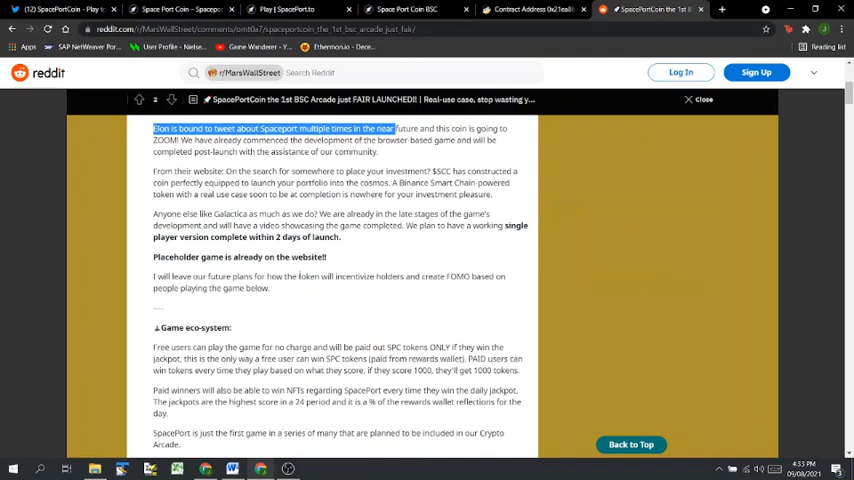 (12) SpacePortCoin - Play to
Space Port Coin – Spacepor
Play | SpacePort.to
Space Port Coin BSC
Contract Address 0x21ea8
SpacePortCoin the 1st B
reddit.com/r/MarsWallStreet/comments/omt0a7/spaceportcoin_the_1st_bsc_arcade_just_fair/
Apps
SAP NetWeaver Por
User Profile - Nielse
Game Wanderer - Yo
Ethermon.io - Dec
Reading list
reddit
r/MarsWallStreet
Search Reddit
Log In
Sign Up
2
SpacePortCoin the 1st BSC Arcade just FAIR LAUNCHED!! | Real-use case, stop wasting y...
Close
Elon is bound to tweet about Spaceport multiple times in the near future and this coin is going to
ZOOM! We have already commenced the development of the browser-based game and will be
completed post-launch with the assistance of our community.
From their website: On the search for somewhere to place your investment? $SCC has constructed a
coin perfectly equipped to launch your portfolio into the cosmos. A Binance Smart Chain-powered
token with a real use case soon to be at completion is nowhere for your investment pleasure.
Anyone else like Galactica as much as we do? We are already in the late stages of the game's
development and will have a video showcasing the game completed. We plan to have a working single
player version complete within 2 days of launch.
Placeholder game is already on the website!!
I will leave our future plans for how the token will incentivize holders and create FOMO based on
people playing the game below.
Game eco-system:
Free users can play the game for no charge and will be paid out SPC tokens ONLY if they win the
jackpot, this is the only way a free user can win SPC tokens (paid from rewards wallet). PAID users can
win tokens every time they play based on what they score, if they score 1000, they'll get 1000 tokens.
Paid winners will also be able to win NFTs regarding SpacePort every time they win the daily jackpot.
The jackpots are the highest score in a 24 period and it is a % of the rewards wallet reflections for the
day.
SpacePort is just the first game in a series of many that are planned to be included in our Crypto
Arcade.
Back to Top
4:33 PM
09/08/2021